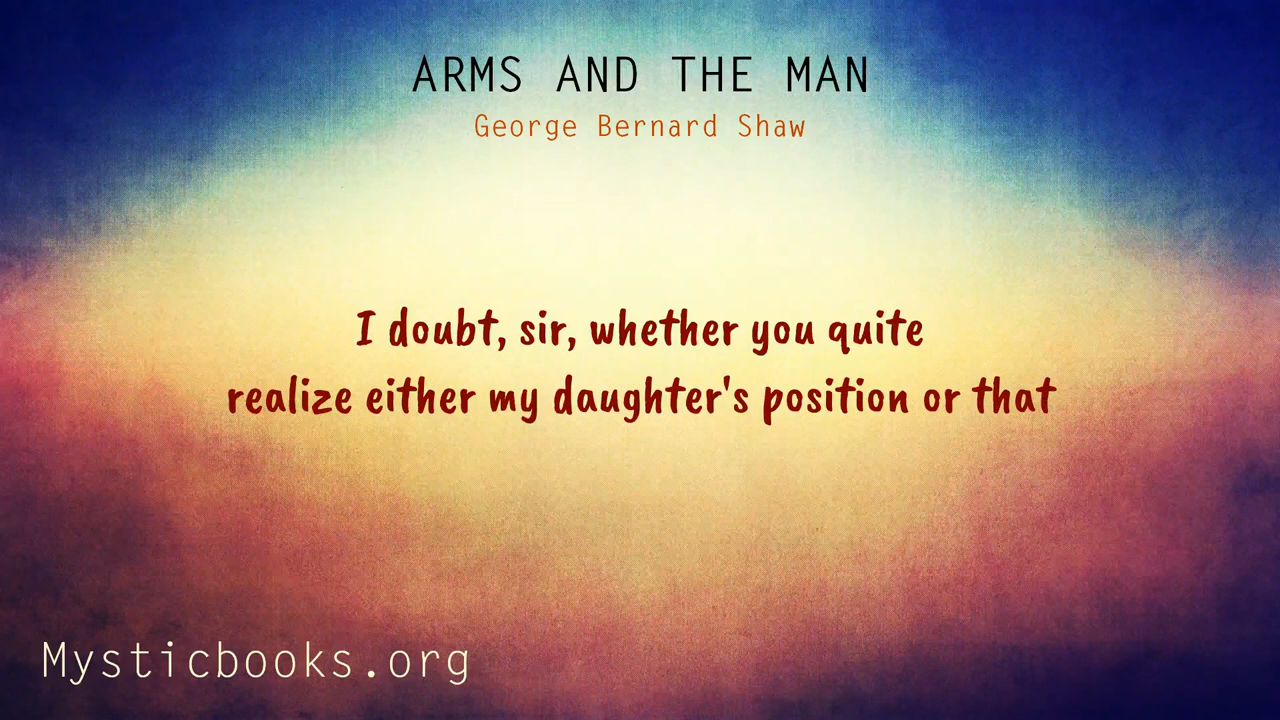 ARMS AND THE MAN
George Bernard Shaw
I doubt, sir, whether you quite
realize either my daughter's position or that
Mysticbooks.org